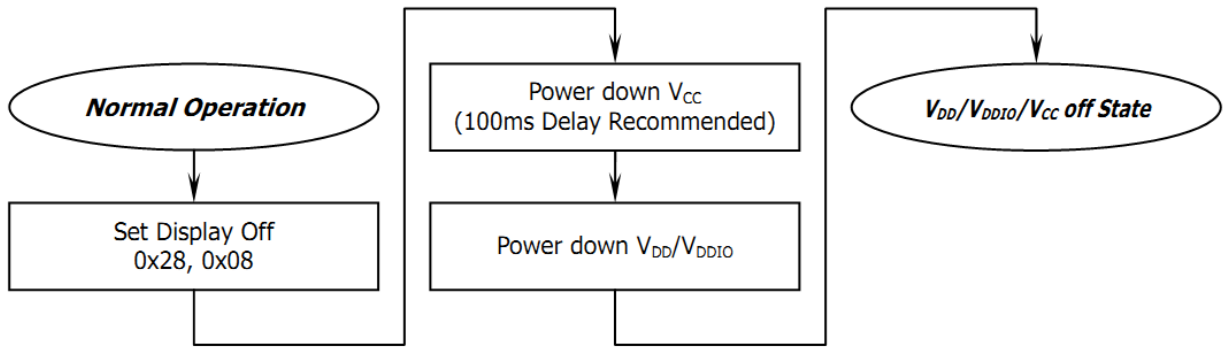 Normal Operation
Set Display Off
0x28, 0x08
Power down VCC
(100ms Delay Recommended)
Power down VDD/VDDIO
VDD/VDDIO/VCC off State